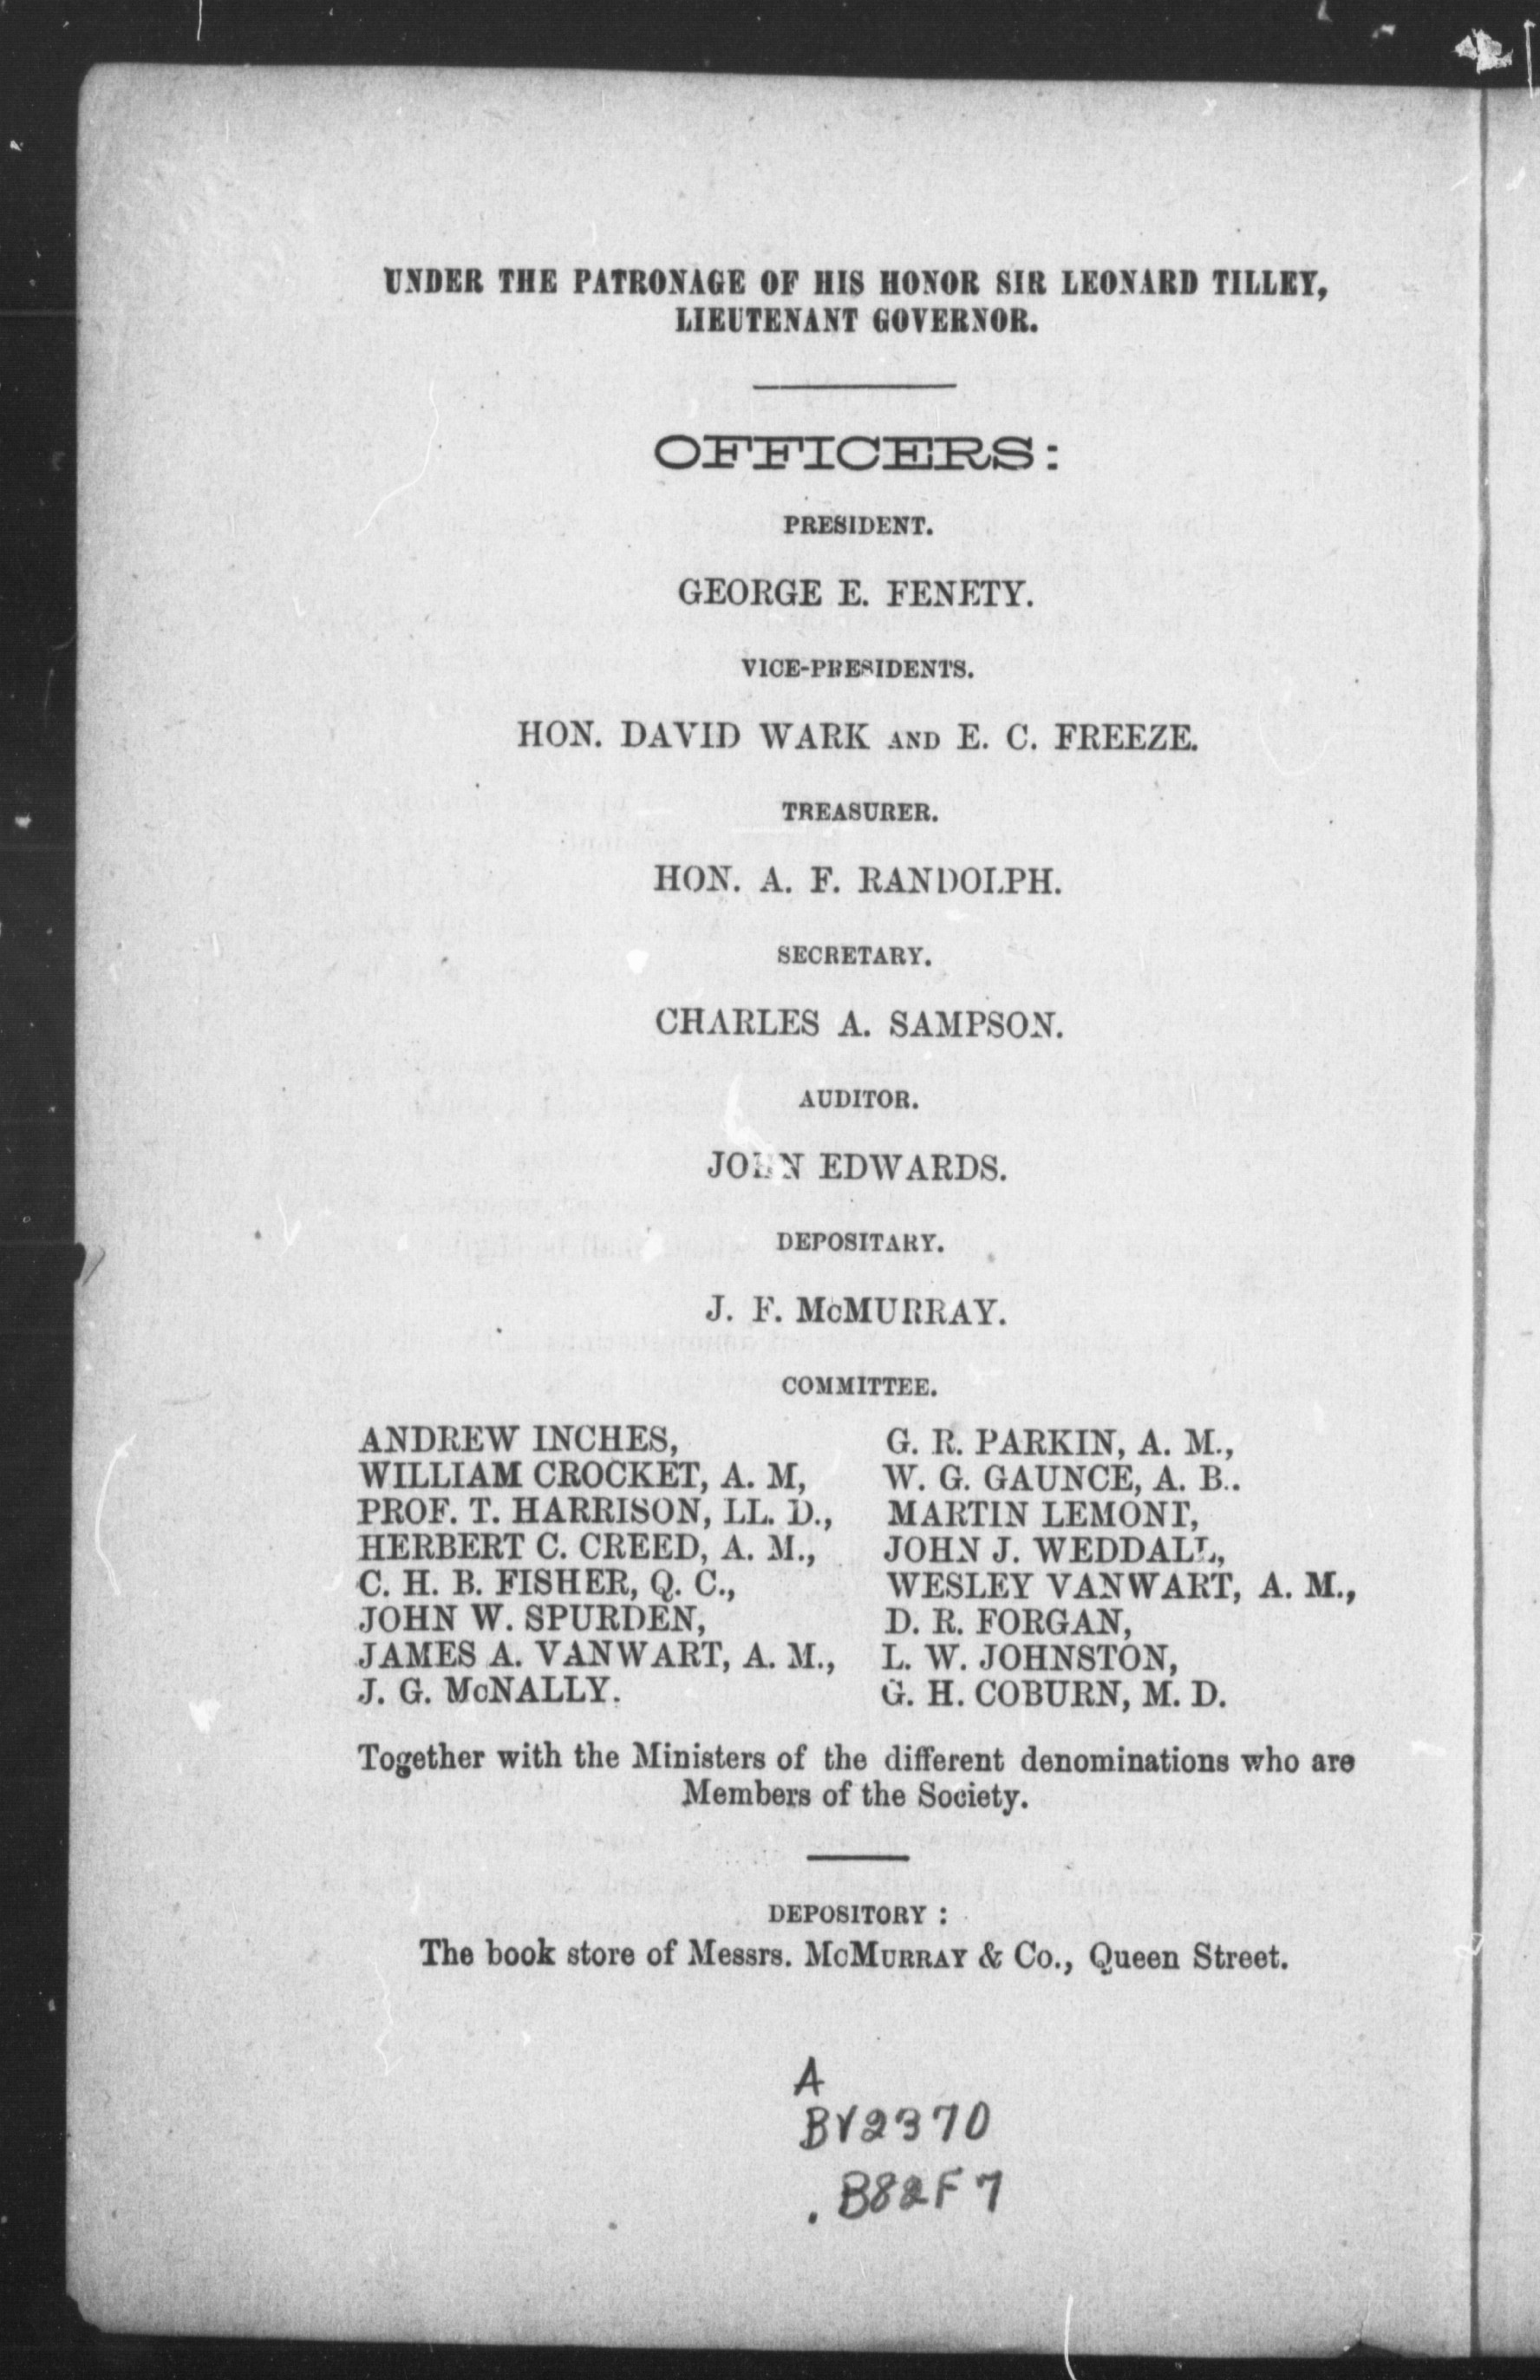 UNDER THE PATRONAGE OF HIS HONOR SIR LEONARD TILLEY,
LIEUTENANT GOVERNOR.
OFFICERS:
PRESIDENT.
GEORGE E. FENETY.
VICE-PRESIDENTS.
HON. DAVID WARK AND E. C. FREEZE.
TREASURER.
HON. A. F. RANDOLPH.
SECRETARY.
CHARLES A. SAMPSON.
AUDITOR.
JOHN EDWARDS.
DEPOSITARY.
J. F. McMURRAY.
COMMITTEE.
ANDREW INCHES,
WILLIAM CROCKET, A. M,
PROF. T. HARRISON, LL. D.,
HERBERT C. CREED, A. M.,
C. H. B. FISHER, Q. C.,
JOHN W. SPURDEN,
JAMES A. VANWART, A. M.,
J. G. McNALLY.
G. R. PARKIN, A. M.,
W. G. GAUNCE, A. B..
MARTIN LEMONT,
JOHN J. WEDDALL,
WESLEY VANWART, A. M.,
D. R. FORGAN,
L. W. JOHNSTON,
G. H. COBURN, M. D.
Together with the Ministers of the different denominations who are
Members of the Society.
DEPOSITORY :
The book store of Messrs. McMURRAY & Co., Queen Street.
A
BV2370
.B82F7